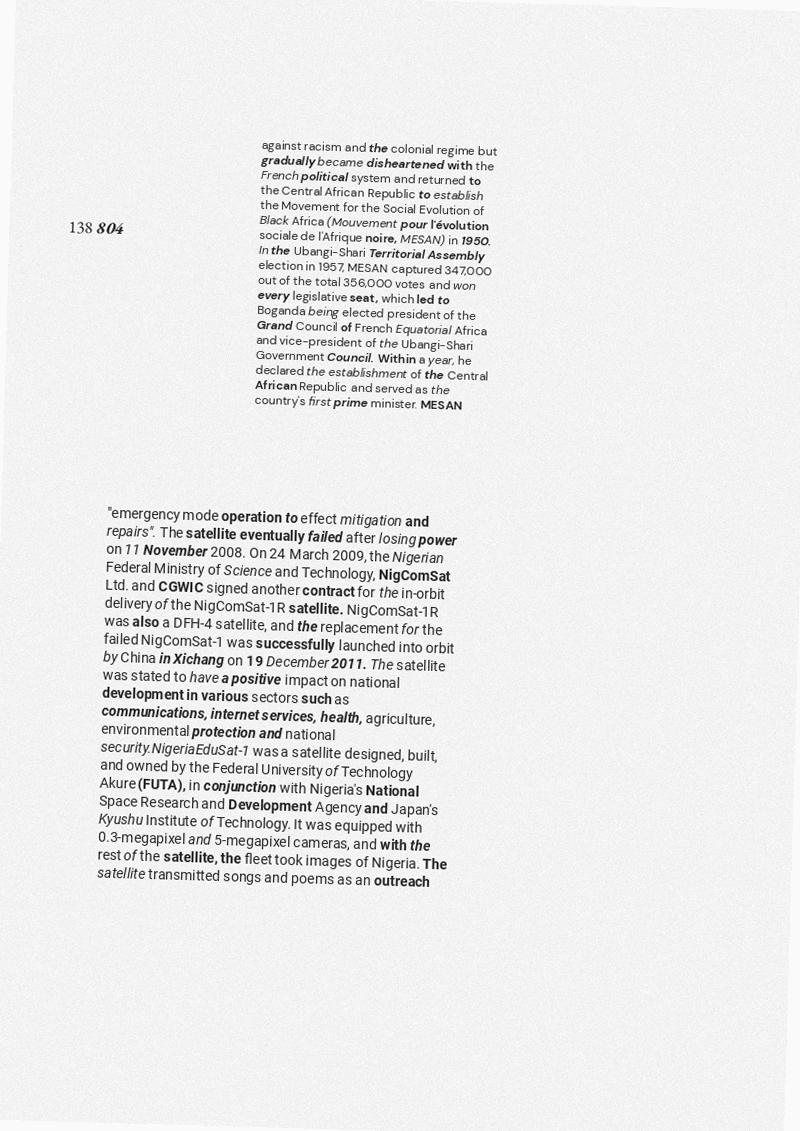 against racism and the colonial regime but
gradually became disheartened with the
French political system and returned to
the Central African Republic to establish
the Movement for the Social Evolution of
Black Africa (Mouvement pour l'évolution
sociale de l'Afrique noire, MESAN) in 1950.
In the Ubangi-Shari Territorial Assembly
election in 1957, MESAN captured 347,000
out of the total 356,000 votes and won
every legislative seat, which led to
Boganda being elected president of the
Grand Council of French Equatorial Africa
and vice-president of the Ubangi-Shari
Government Council. Within a year, he
declared the establishment of the Central
African Republic and served as the
country's first prime minister. MESAN
138 804
"emergency mode operation to effect mitigation and
repairs". The satellite eventually failed after losing power
on 11 November 2008. On 24 March 2009, the Nigerian
Federal Ministry of Science and Technology, NigComSat
Ltd. and CGWIC signed another contract for the in-orbit
delivery of the NigComSat-1R satellite. NigComSat-1R
was also a DFH-4 satellite, and the replacement for the
failed NigComSat-1 was successfully launched into orbit
by China in Xichang on 19 December 2011. The satellite
was stated to have a positive impact on national
development in various sectors such as
communications, internet services, health, agriculture,
environmental protection and national
security.NigeriaEduSat-1 was a satellite designed, built,
and owned by the Federal University of Technology
Akure (FUTA), in conjunction with Nigeria's National
Space Research and Development Agency and Japan's
Kyushu Institute of Technology. It was equipped with
0.3-megapixel and 5-megapixel cameras, and with the
rest of the satellite, the fleet took images of Nigeria. The
satellite transmitted songs and poems as an outreach